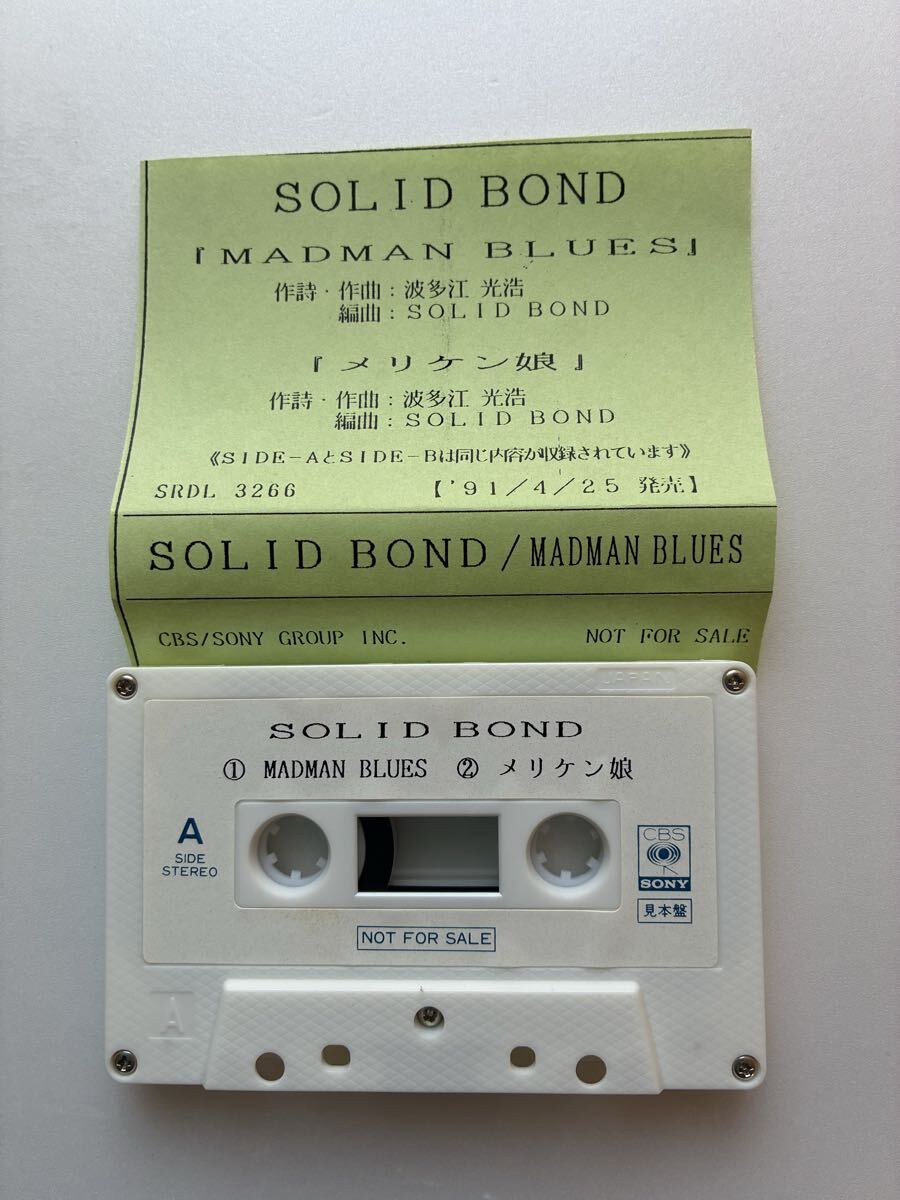 SOLID BOND
『MADMAN BLUES』
作詩・作曲：波多江 光浩
編曲：SOLID BOND
『メリケン娘』
作詩・作曲：波多江 光浩
編曲：SOLID BOND
《SIDE－AとSIDE－Bは同じ内容が収録されています》
SRDL 3266 【'91/4/25 発売】
SOLID BOND/MADMAN BLUES
CBS/SONY GROUP INC. NOT FOR SALE
JAPAN
SOLID BOND
① MADMAN BLUES ② メリケン娘
A
SIDE
STEREO
CBS
SONY
見本盤
NOT FOR SALE
A